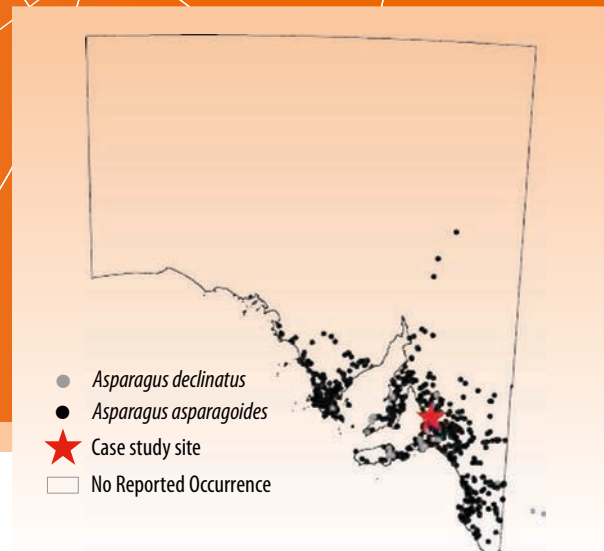 Asparagus declinatus
Asparagus asparagoides
Case study site
No Reported Occurrence